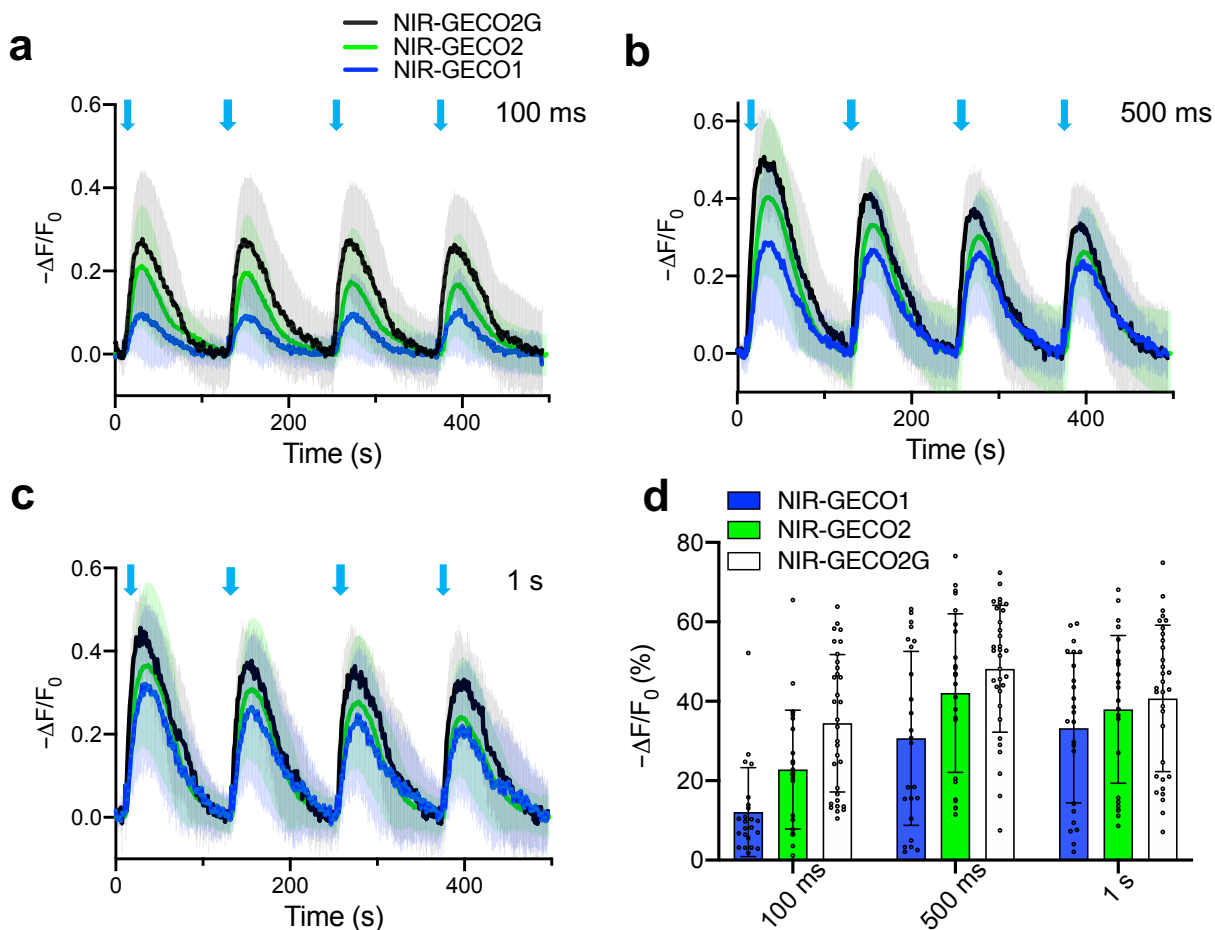 a
NIR-GECO2G
NIR-GECO2
NIR-GECO1
100 ms
−ΔF/F0
0.6
0.4
0.2
0.0
0
200
400
Time (s)
b
500 ms
−ΔF/F0
0.6
0.4
0.2
0.0
0
200
400
Time (s)
c
1 s
−ΔF/F0
0.6
0.4
0.2
0.0
0
200
400
Time (s)
d
NIR-GECO1
NIR-GECO2
NIR-GECO2G
−ΔF/F0 (%)
80
60
40
20
0
100 ms
500 ms
1 s